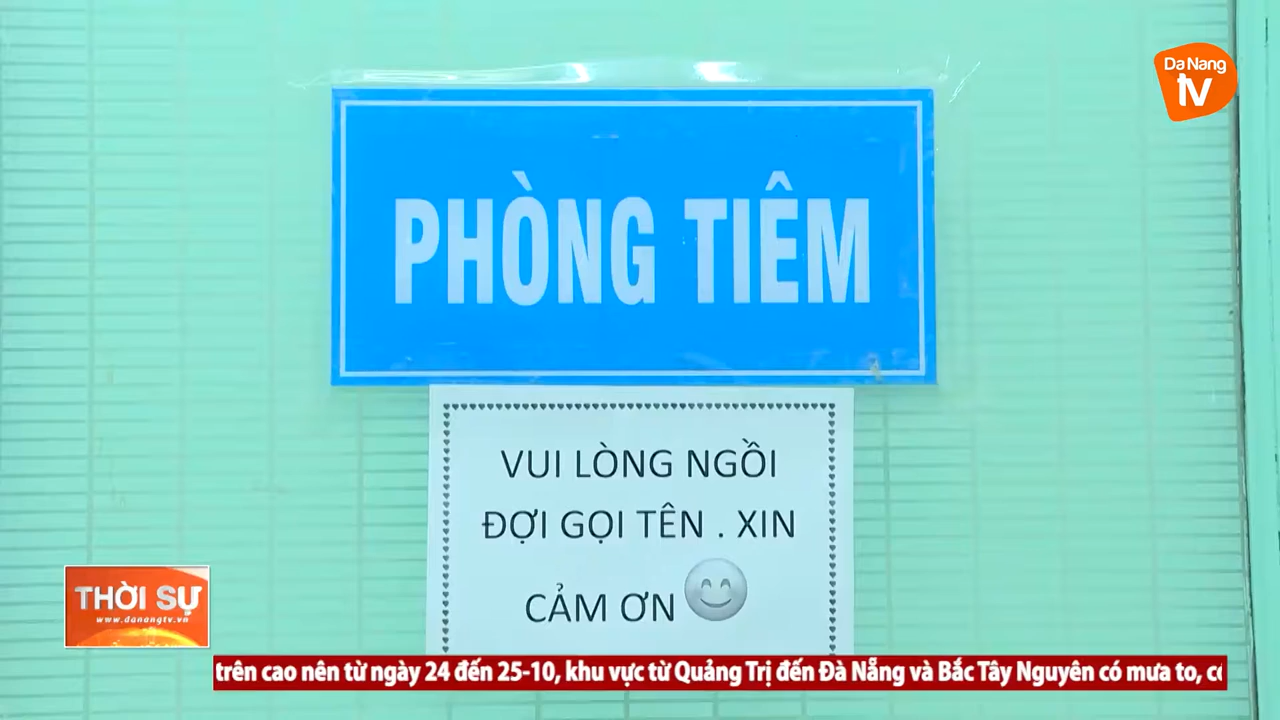 Da Nang
tv
PHÒNG TIÊM
VUI LÒNG NGỒI
ĐỢI GỌI TÊN . XIN
CẢM ƠN
THỜI SỰ
www.danangtv.vn
trên cao nên từ ngày 24 đến 25-10, khu vực từ Quảng Trị đến Đà Nẵng và Bắc Tây Nguyên có mưa to, có